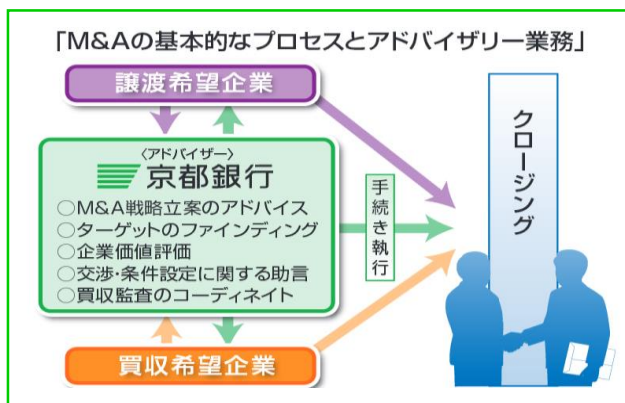 「M&Aの基本的なプロセスとアドバイザリー業務」
譲渡希望企業
〈アドバイザー〉
京都銀行
○M&A戦略立案のアドバイス
○ターゲットのファインディング
○企業価値評価
○交渉・条件設定に関する助言
○買収監査のコーディネイト
手続き執行
クロージング
買収希望企業